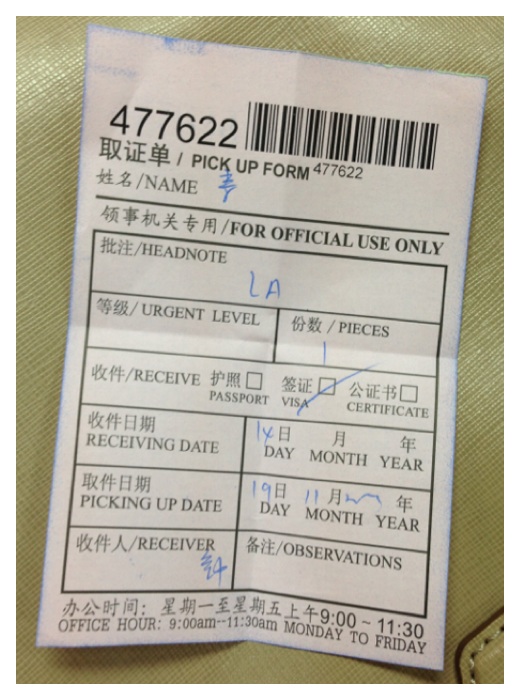 477622
取证单 / PICK UP FORM 477622
姓名/NAME
领事机关专用/FOR OFFICIAL USE ONLY
批注/HEADNOTE
LA
等级/URGENT LEVEL 份数 / PIECES
1
收件/RECEIVE 护照□ 签证□ 公证书□
PASSPORT VISA CERTIFICATE
收件日期 14日 月 年
RECEIVING DATE DAY MONTH YEAR
取件日期 19日 11月 年
PICKING UP DATE DAY MONTH YEAR
收件人/RECEIVER 备注/OBSERVATIONS
办公时间: 星期一至星期五上午9:00 ~ 11:30
OFFICE HOUR: 9:00am--11:30am MONDAY TO FRIDAY